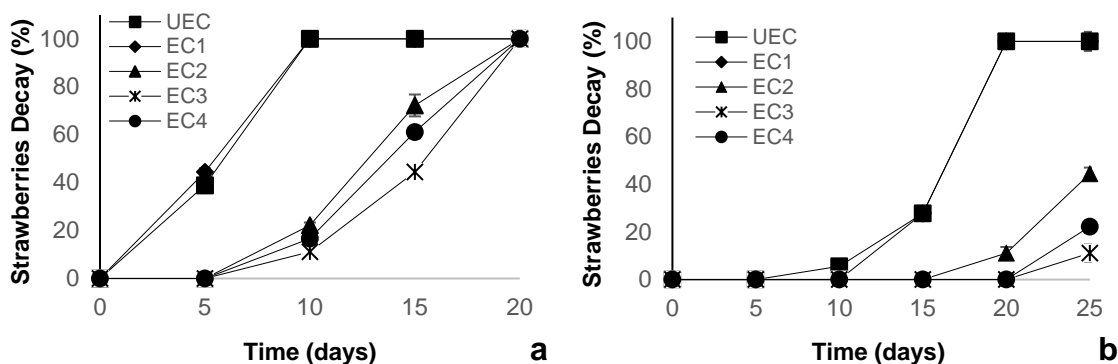 Strawberries Decay (%)
100
80
60
40
20
0
UEC
EC1
EC2
EC3
EC4
0 5 10 15 20
Time (days)
a
Strawberries Decay (%)
100
80
60
40
20
0
UEC
EC1
EC2
EC3
EC4
0 5 10 15 20 25
Time (days)
b